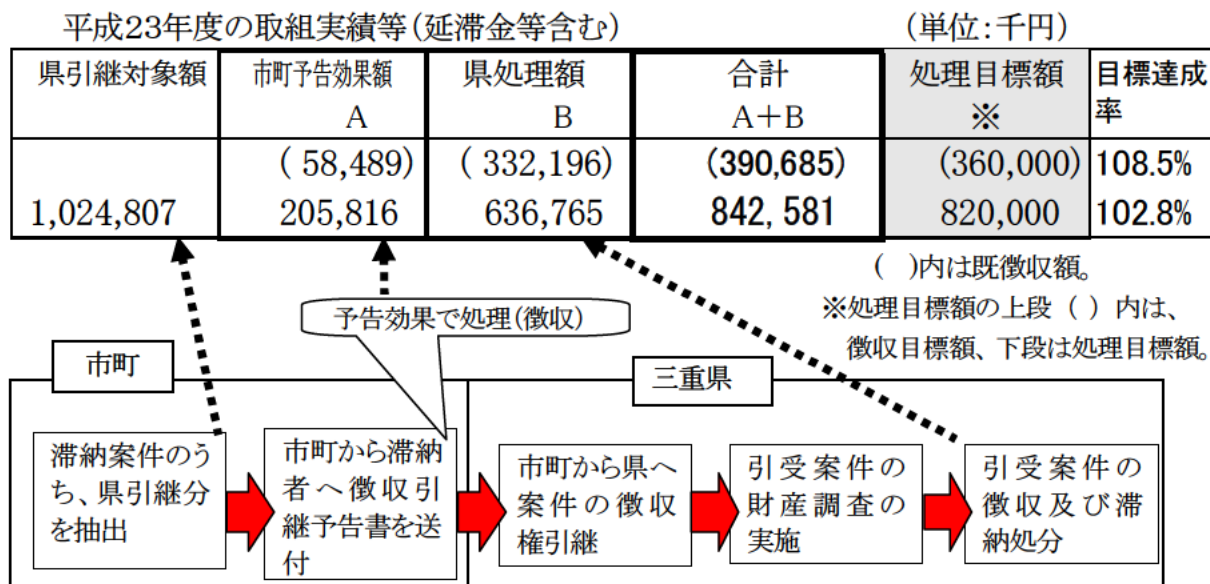 平成23年度の取組実績等(延滞金等含む) (単位:千円)
県引継対象額 市町予告効果額 A 県処理額 B 合計 A+B 処理目標額 ※ 目標達成率
(58,489) (332,196) (390,685) (360,000) 108.5%
1,024,807 205,816 636,765 842,581 820,000 102.8%
( )内は既徴収額。
※処理目標額の上段( )内は、
徴収目標額、下段は処理目標額。
予告効果で処理(徴収)
市町
三重県
滞納案件のう
ち、県引継分
を抽出
市町から滞納
者へ徴収引
継予告書を送
付
市町から県へ
案件の徴収
権引継
引受案件の
財産調査の
実施
引受案件の
徴収及び滞
納処分